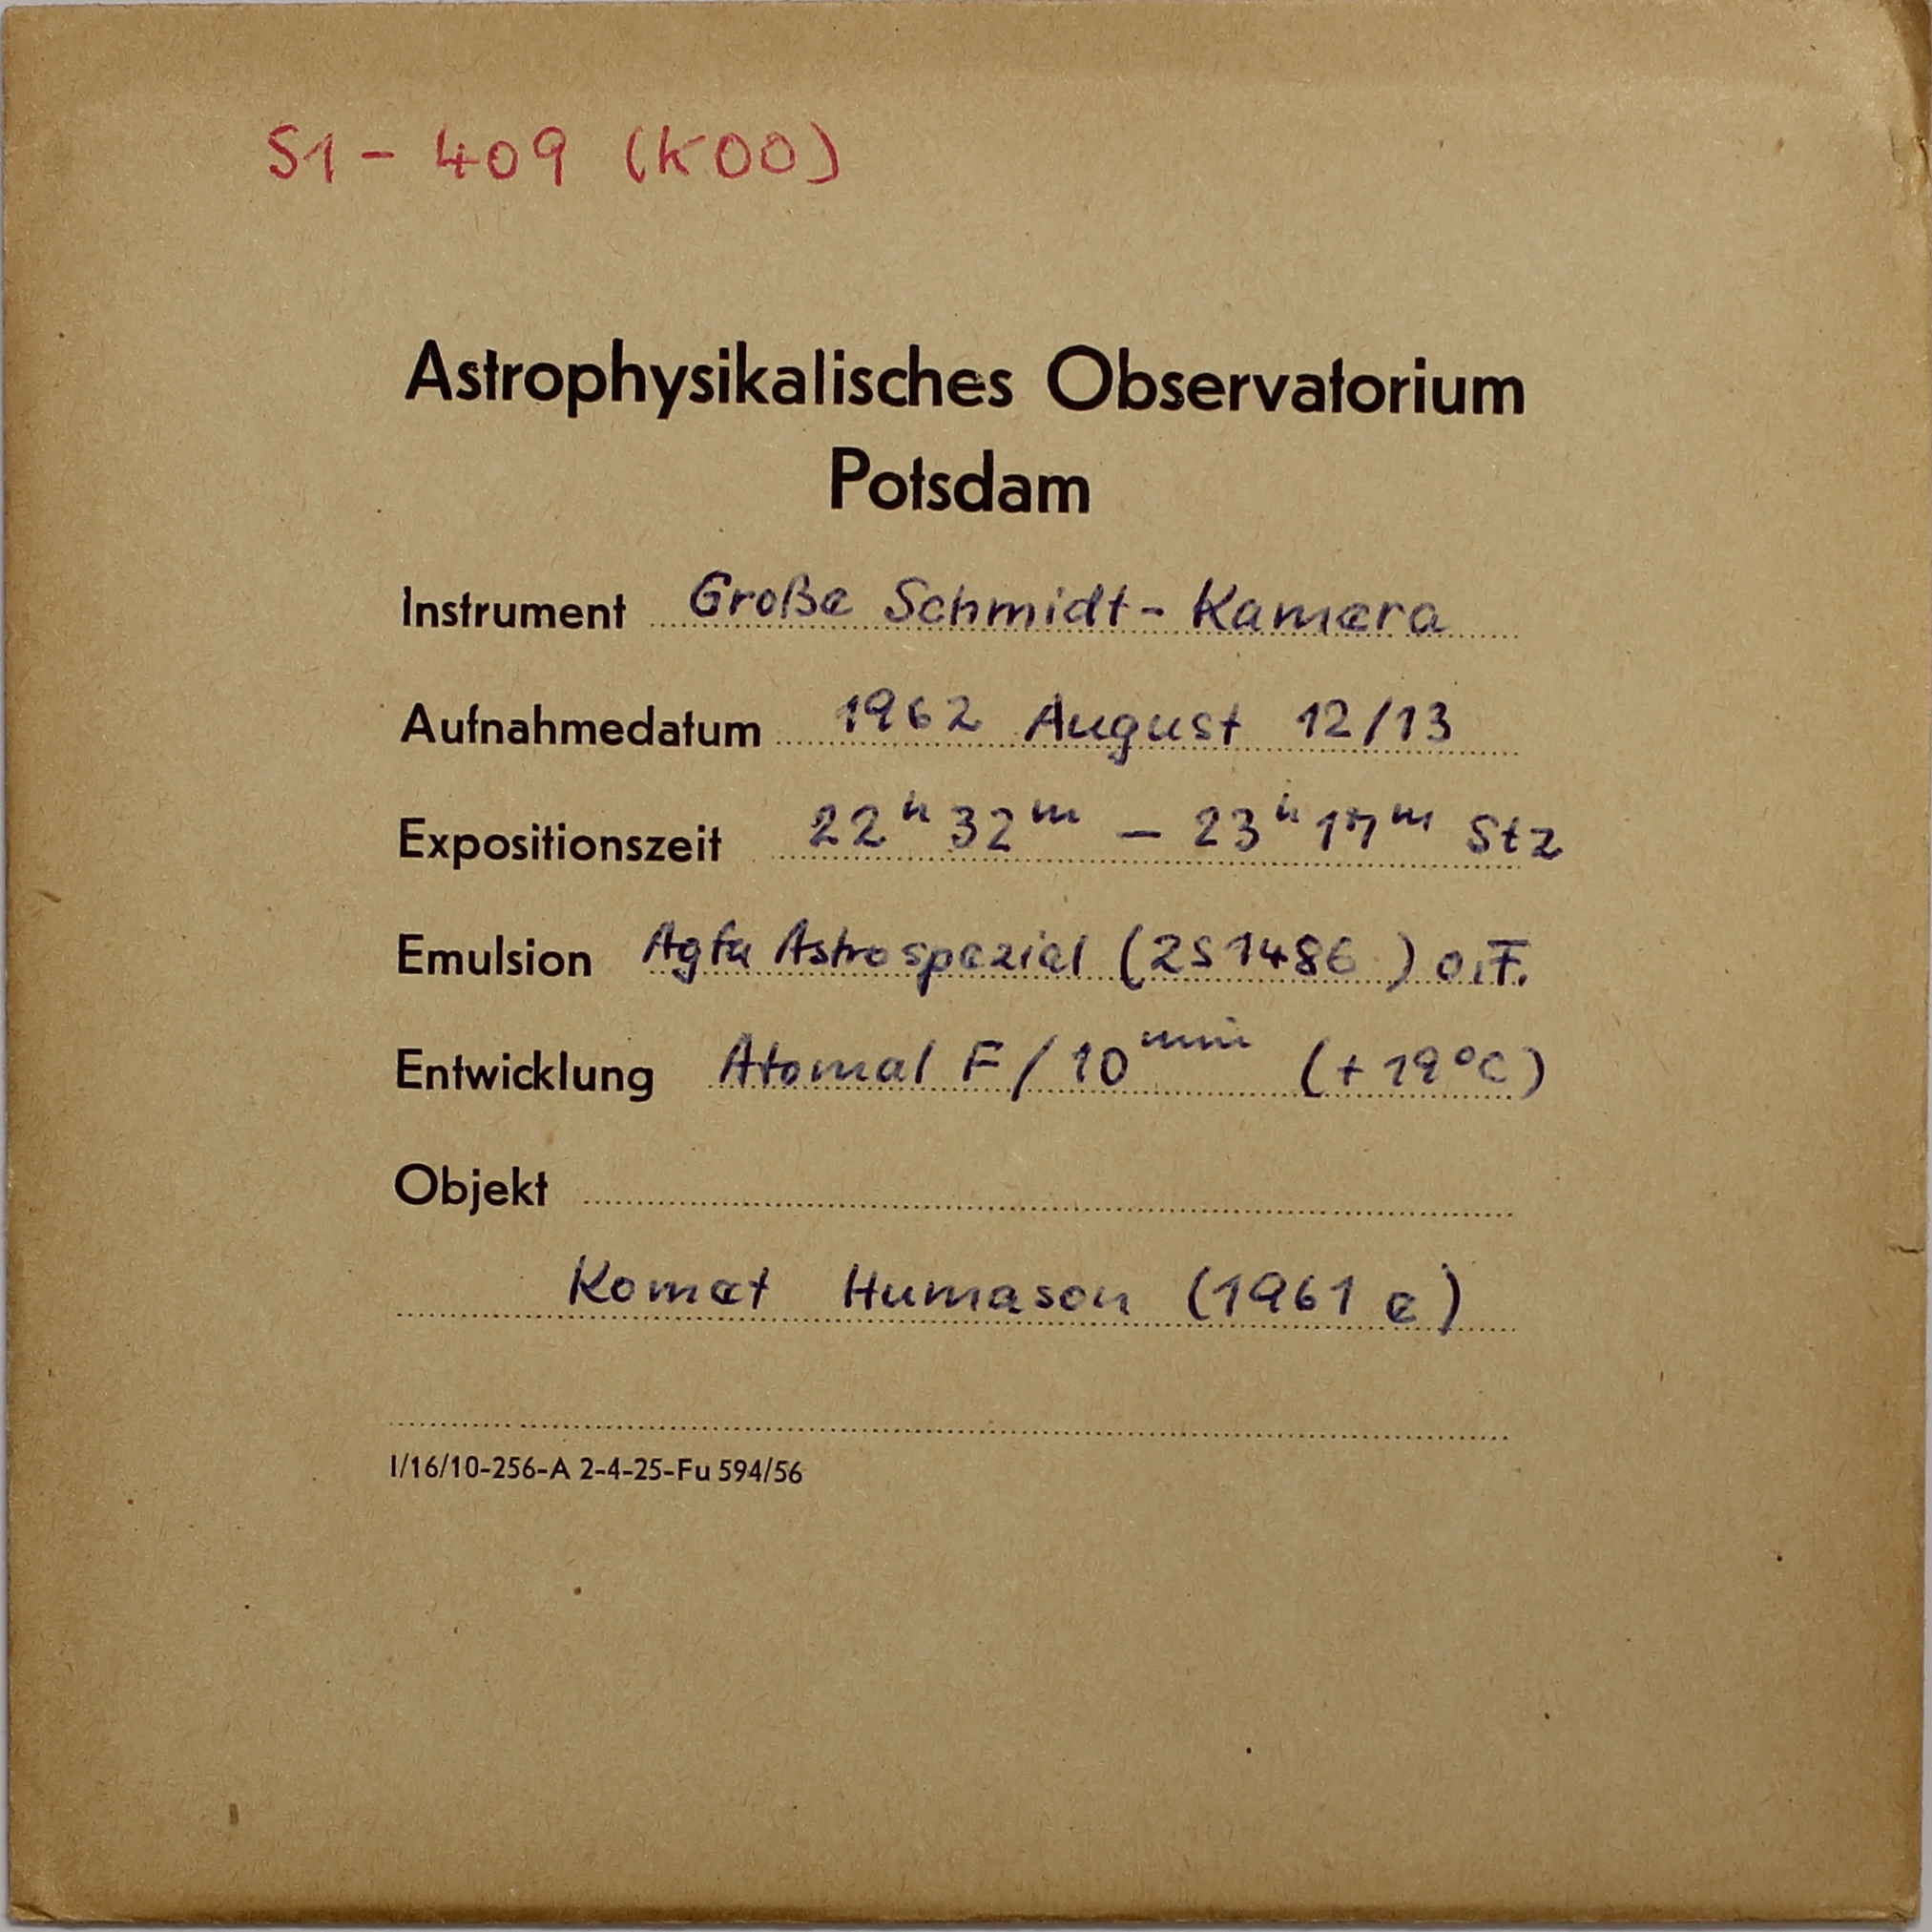 S1 - 409 (K00)
Astrophysikalisches Observatorium
Potsdam
Instrument Große Schmidt-Kamera
Aufnahmedatum 1962 August 12/13
Expositionszeit 22ʰ 32ᵐ – 23ʰ 17ᵐ Stz
Emulsion Agfa Astrospezial (2S1486) o.F.
Entwicklung Atomal F / 10ᵐⁱⁿ (+19°C)
Objekt
Komet Humason (1961 e)
I/16/10-256-A 2-4-25-Fu 594/56